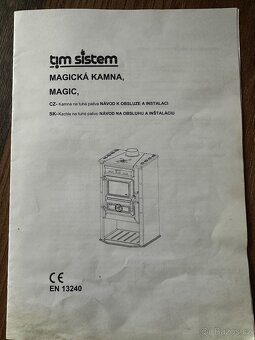 tim sistem
MAGICKÁ KAMNA,
MAGIC,
CZ- Kamna na tuhá paliva NÁVOD K OBSLUZE A INSTALACI
SK-Kachle na tuhé palivo NÁVOD NA OBSLUHU A INŠTALÁCIU
CE
EN 13240